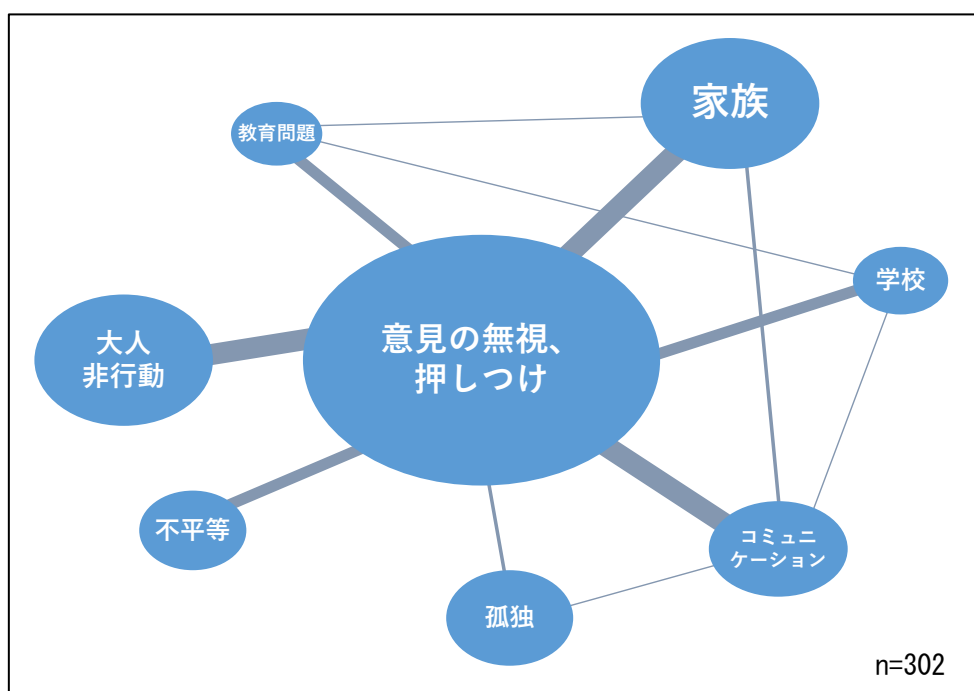 家族
教育問題
学校
意見の無視、
押しつけ
大人
非行動
不平等
コミュニ
ケーション
孤独
n=302